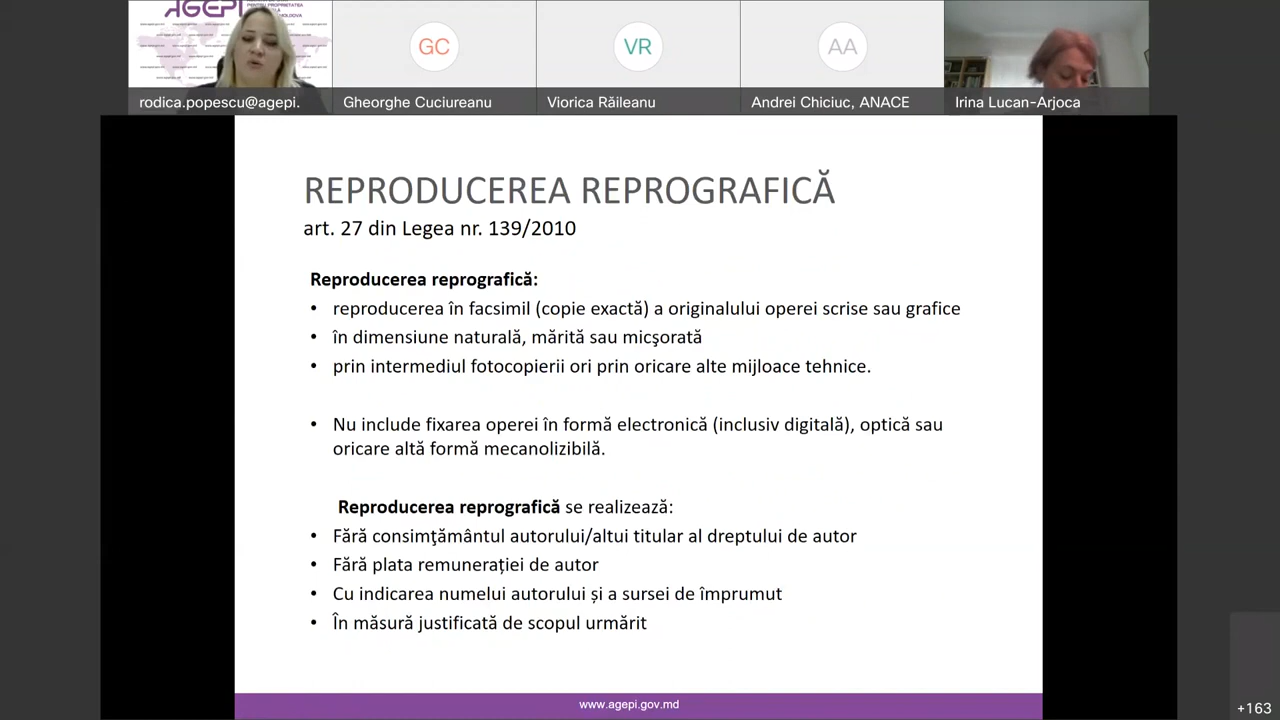 AGEPI
PENTRU PROPRIETATEA
MOLDOVA
rodica.popescu@agepi.
GC
Gheorghe Cuciureanu
VR
Viorica Răileanu
AA
Andrei Chiciuc, ANACE
Irina Lucan-Arjoca
REPRODUCEREA REPROGRAFICĂ
art. 27 din Legea nr. 139/2010
Reproducerea reprografică:
• reproducerea în facsimil (copie exactă) a originalului operei scrise sau grafice
• în dimensiune naturală, mărită sau micşorată
• prin intermediul fotocopierii ori prin oricare alte mijloace tehnice.
• Nu include fixarea operei în formă electronică (inclusiv digitală), optică sau
oricare altă formă mecanolizibilă.
Reproducerea reprografică se realizează:
• Fără consimţământul autorului/altui titular al dreptului de autor
• Fără plata remunerației de autor
• Cu indicarea numelui autorului și a sursei de împrumut
• În măsură justificată de scopul urmărit
www.agepi.gov.md
+163